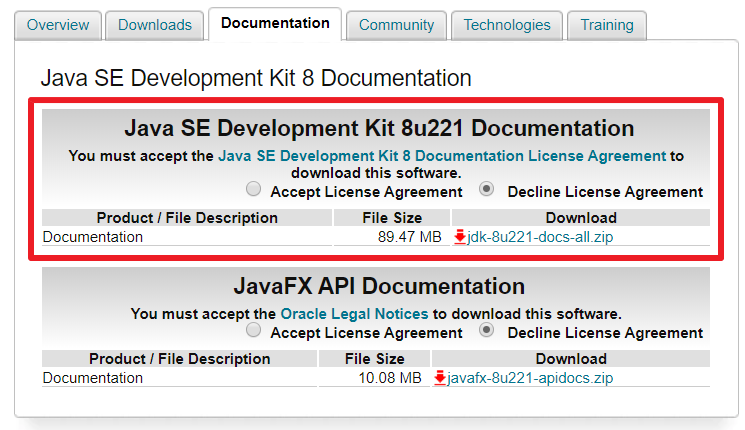 Overview Downloads Documentation Community Technologies Training
Java SE Development Kit 8 Documentation
Java SE Development Kit 8u221 Documentation
You must accept the Java SE Development Kit 8 Documentation License Agreement to
download this software.
Accept License Agreement Decline License Agreement
Product / File Description File Size Download
Documentation 89.47 MB jdk-8u221-docs-all.zip
JavaFX API Documentation
You must accept the Oracle Legal Notices to download this software.
Accept License Agreement Decline License Agreement
Product / File Description File Size Download
Documentation 10.08 MB javafx-8u221-apidocs.zip